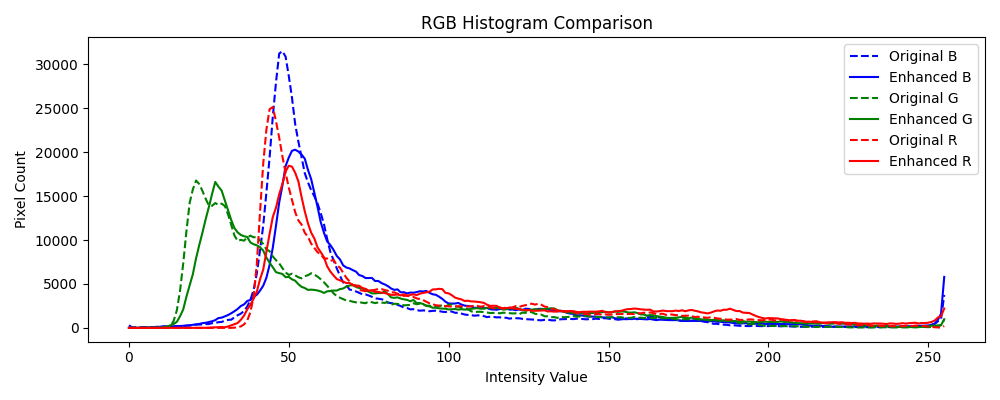 RGB Histogram Comparison
30000
25000
20000
15000
10000
5000
0
Pixel Count
Original B
Enhanced B
Original G
Enhanced G
Original R
Enhanced R
0 50 100 150 200 250
Intensity Value